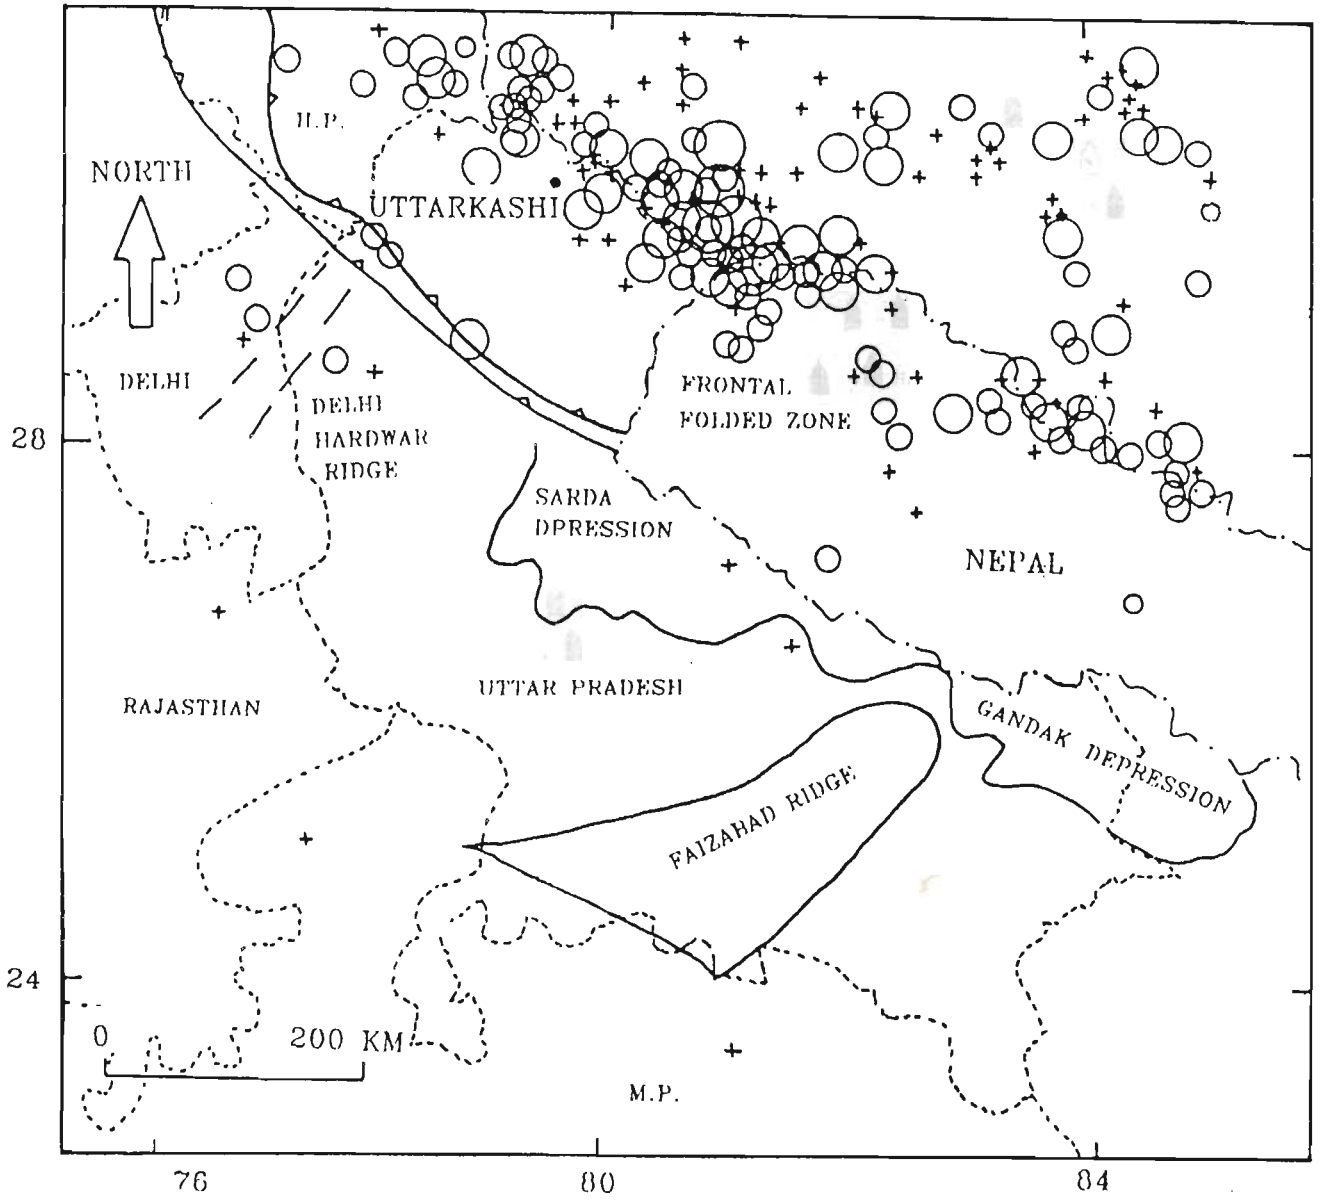 H.P.
NORTH
UTTARKASHI
DELHI
FRONTAL
FOLDED ZONE
DELHI
HARDWAR
RIDGE
28
SARDA
DPRESSION
NEPAL
UTTAR PRADESH
RAJASTHAN
GANDAK DEPRESSION
FAIZAHAD RIDGE
24
0 200 KM
M.P.
76 80 84